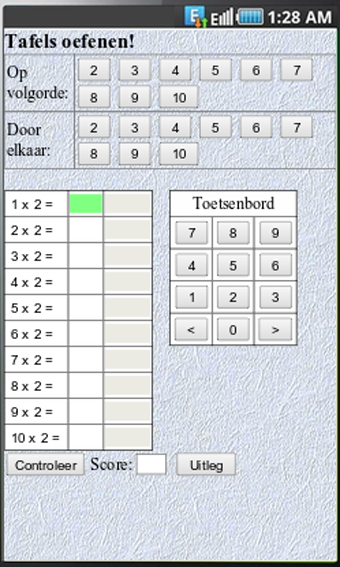 1:28 AM
Tafels oefenen!
Op volgorde: 2 3 4 5 6 7
8 9 10
Door elkaar: 2 3 4 5 6 7
8 9 10
1 x 2 =
2 x 2 =
3 x 2 =
4 x 2 =
5 x 2 =
6 x 2 =
7 x 2 =
8 x 2 =
9 x 2 =
10 x 2 =
Toetsenbord
7 8 9
4 5 6
1 2 3
< 0 >
Controleer Score: Uitleg